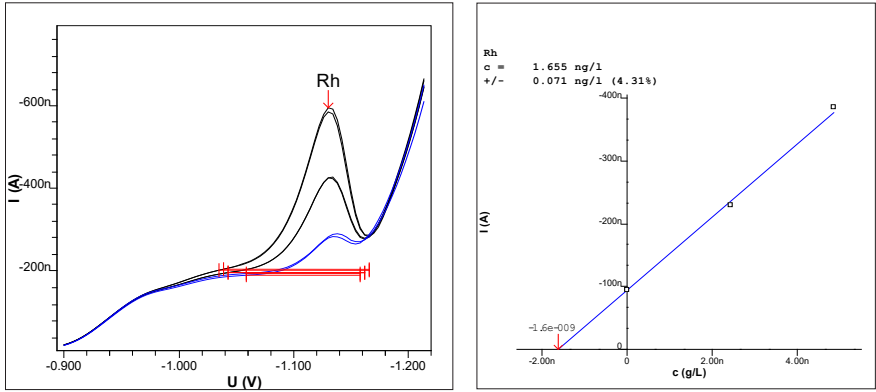 Rh
-600n
-400n
-200n
I (A)
-0.900
-1.000
-1.100
-1.200
U (V)
Rh
c = 1.655 ng/l
+/- 0.071 ng/l (4.31%)
-400n
-300n
-200n
-100n
0
I (A)
-1.6e-009
-2.00n
0
2.00n
4.00n
c (g/L)